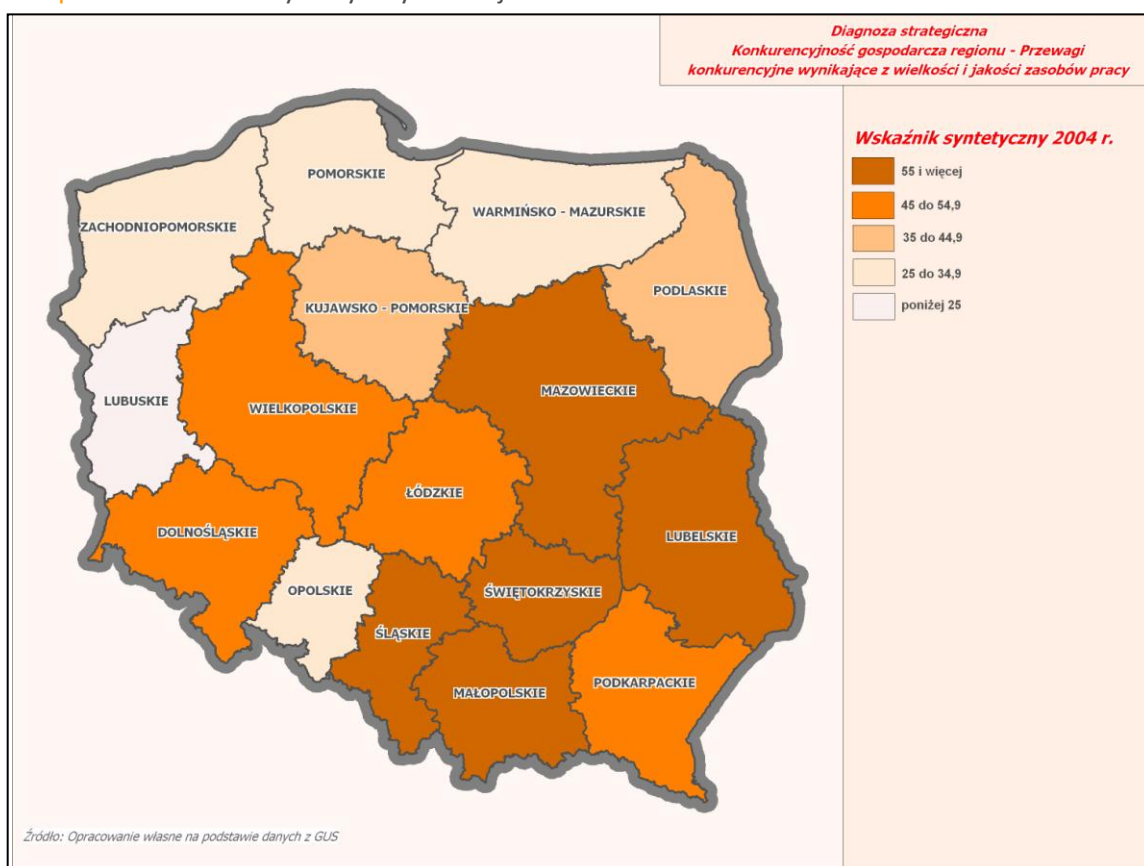 Diagnoza strategiczna
Konkurencyjność gospodarcza regionu - Przewagi
konkurencyjne wynikające z wielkości i jakości zasobów pracy
Wskaźnik syntetyczny 2004 r.
55 i więcej
45 do 54,9
35 do 44,9
25 do 34,9
poniżej 25
POMORSKIE
ZACHODNIOPOMORSKIE
WARMIŃSKO - MAZURSKIE
PODLASKIE
KUJAWSKO - POMORSKIE
MAZOWIECKIE
LUBUSKIE
WIELKOPOLSKIE
ŁÓDZKIE
DOLNOŚLĄSKIE
LUBELSKIE
OPOLSKIE
ŚWIĘTOKRZYSKIE
ŚLĄSKIE
PODKARPACKIE
MAŁOPOLSKIE
Źródło: Opracowanie własne na podstawie danych z GUS